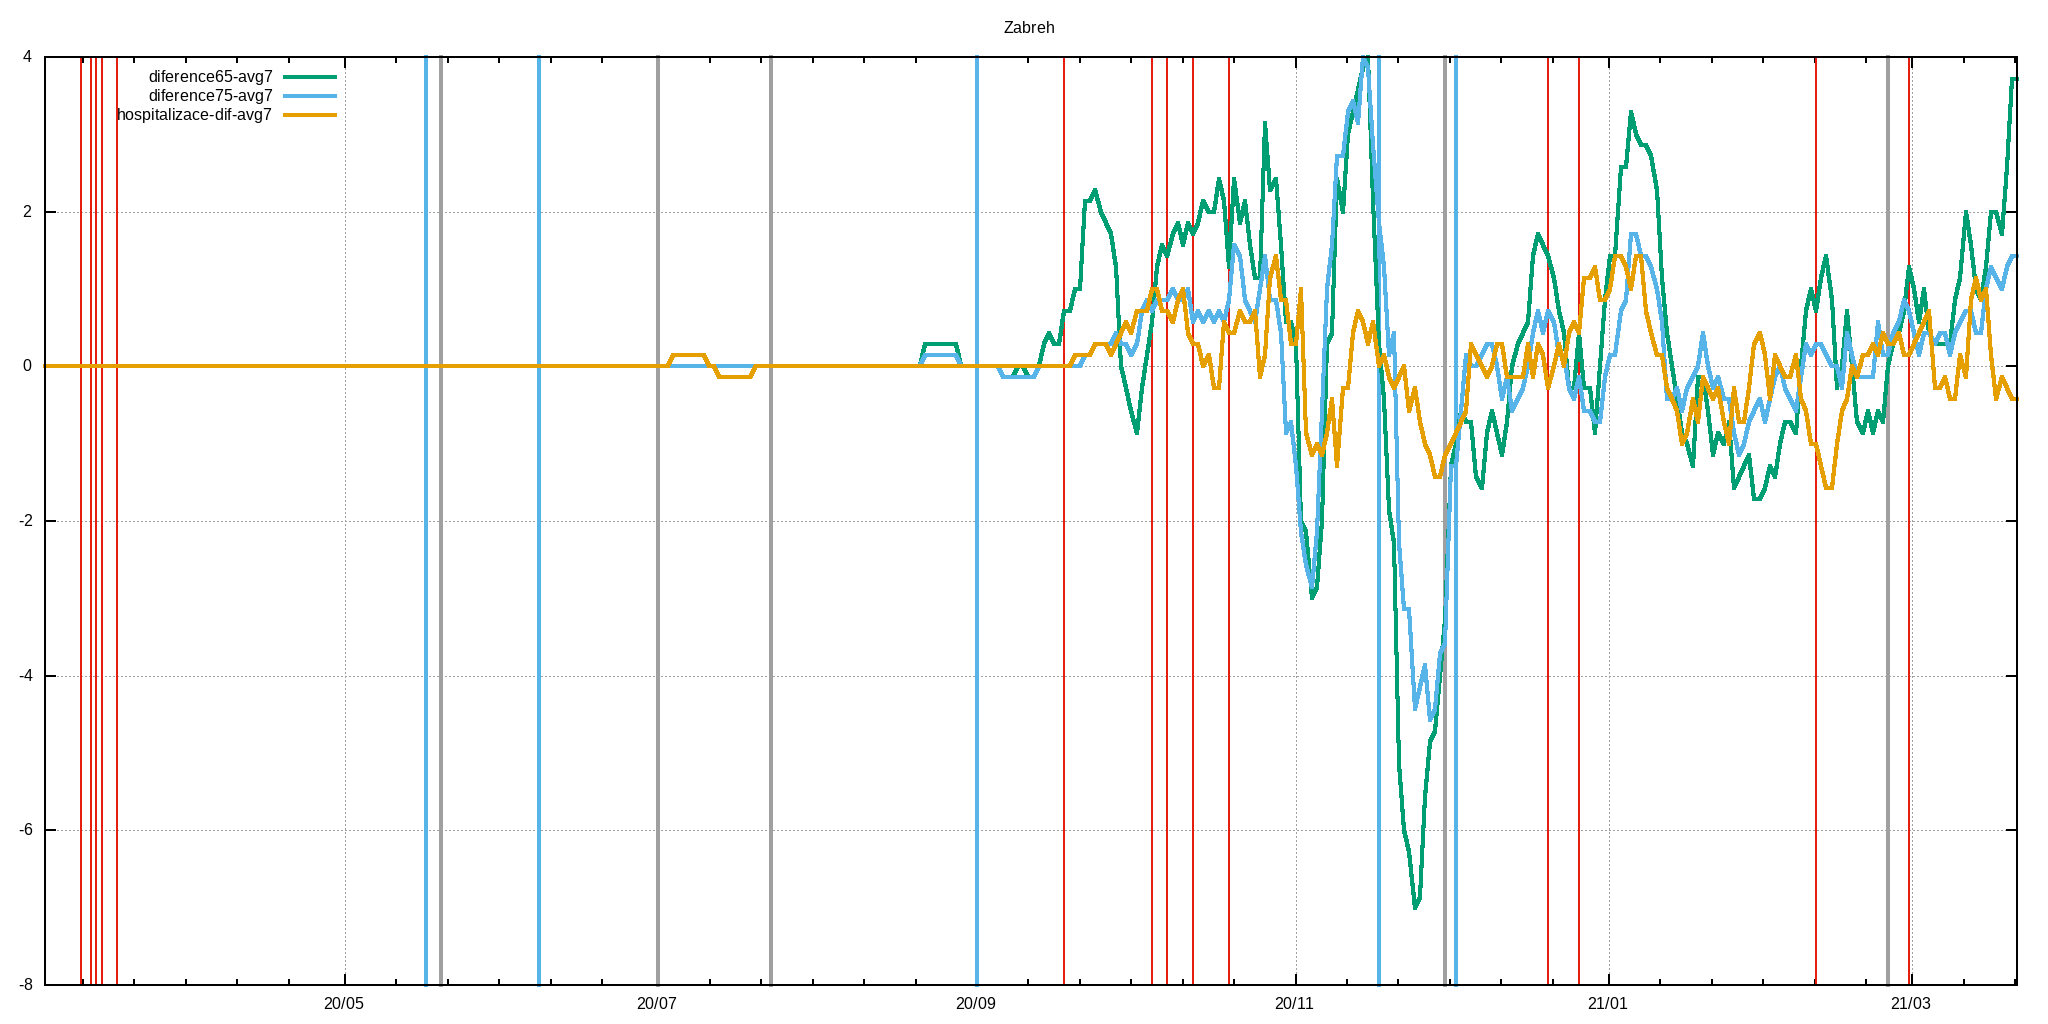 Zabreh
diference65-avg7
diference75-avg7
hospitalizace-dif-avg7
4
2
0
-2
-4
-6
-8
20/05 20/07 20/09 20/11 21/01 21/03